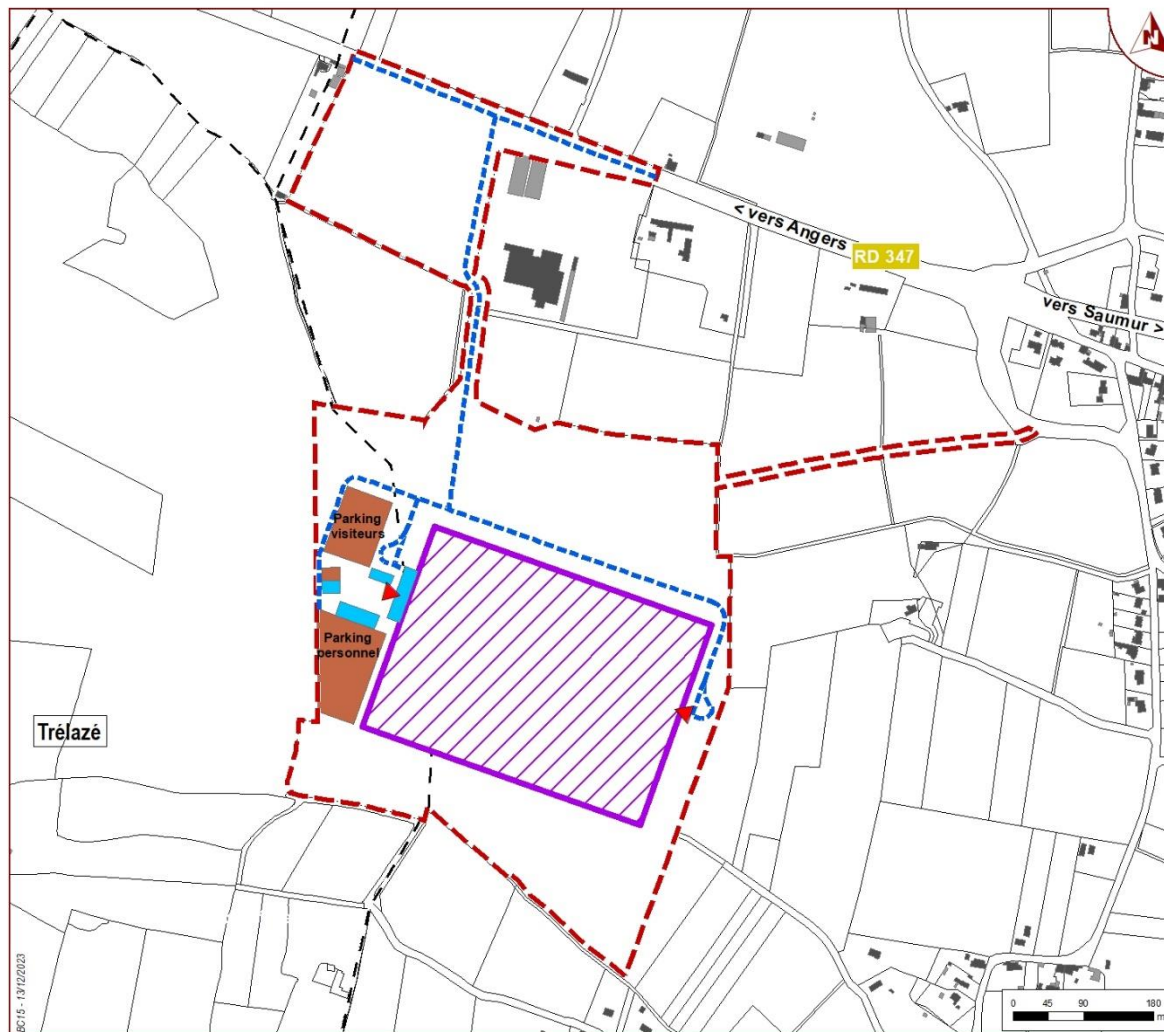 N
< vers Angers
RD 347
vers Saumur >
Parking
visiteurs
Parking
personnel
Trélazé
BC15 - 13/12/2023
0 45 90 180
m